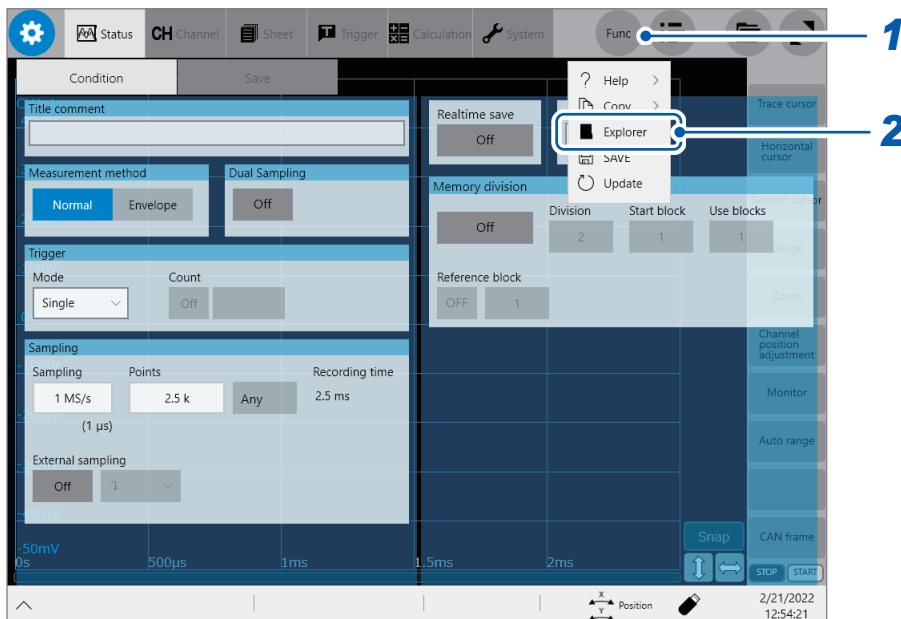 Status
CH Channel
Sheet
Trigger
Calculation
System
Func
1
Condition
Save
Help
Copy
Explorer
2
SAVE
Update
Title comment
Realtime save
Off
Measurement method
Normal
Envelope
Dual Sampling
Off
Memory division
Off
Division
2
Start block
1
Use blocks
1
Reference block
OFF
1
Trigger
Mode
Single
Count
Off
Sampling
Sampling
Points
Recording time
1 MS/s
2.5 k
Any
2.5 ms
(1 µs)
External sampling
Off
-50mV
0s
500µs
1ms
1.5ms
2ms
Trace cursor
Horizontal
cursor
Section cursor
Gauge
Zoom
Channel
position
adjustment
Monitor
Auto range
CAN frame
Snap
STOP
START
X
Y
Position
2/21/2022
12:54:21